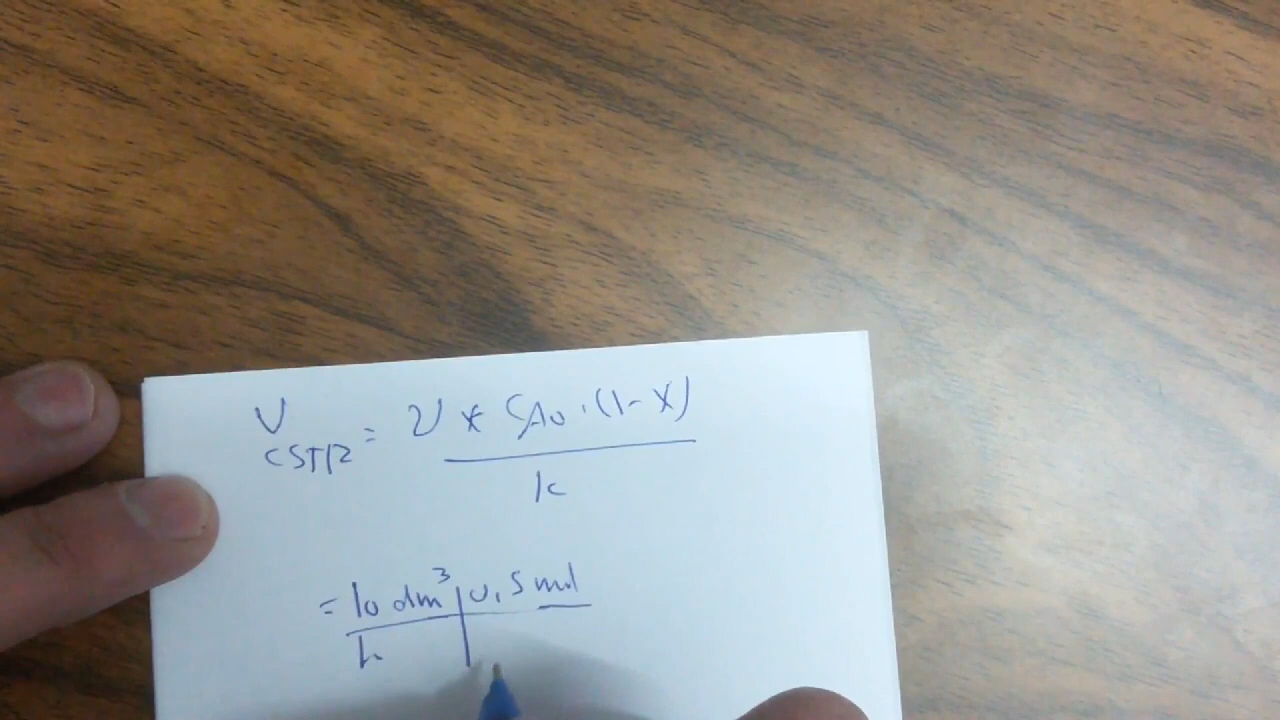 V
CSTR = υ * CA0 · (1 - X)
k
= 10 dm³ | 0.5 mol
h